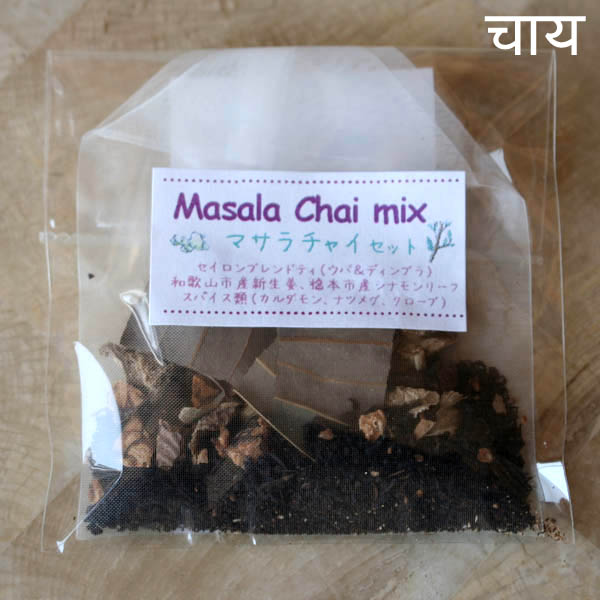 चाय
Masala Chai mix
マサラチャイセット
セイロンブレンドティ(ウバ&ディンブラ)
和歌山市産新生姜、橋本市産シナモンリーフ
スパイス類(カルダモン、ナツメグ、クローブ)